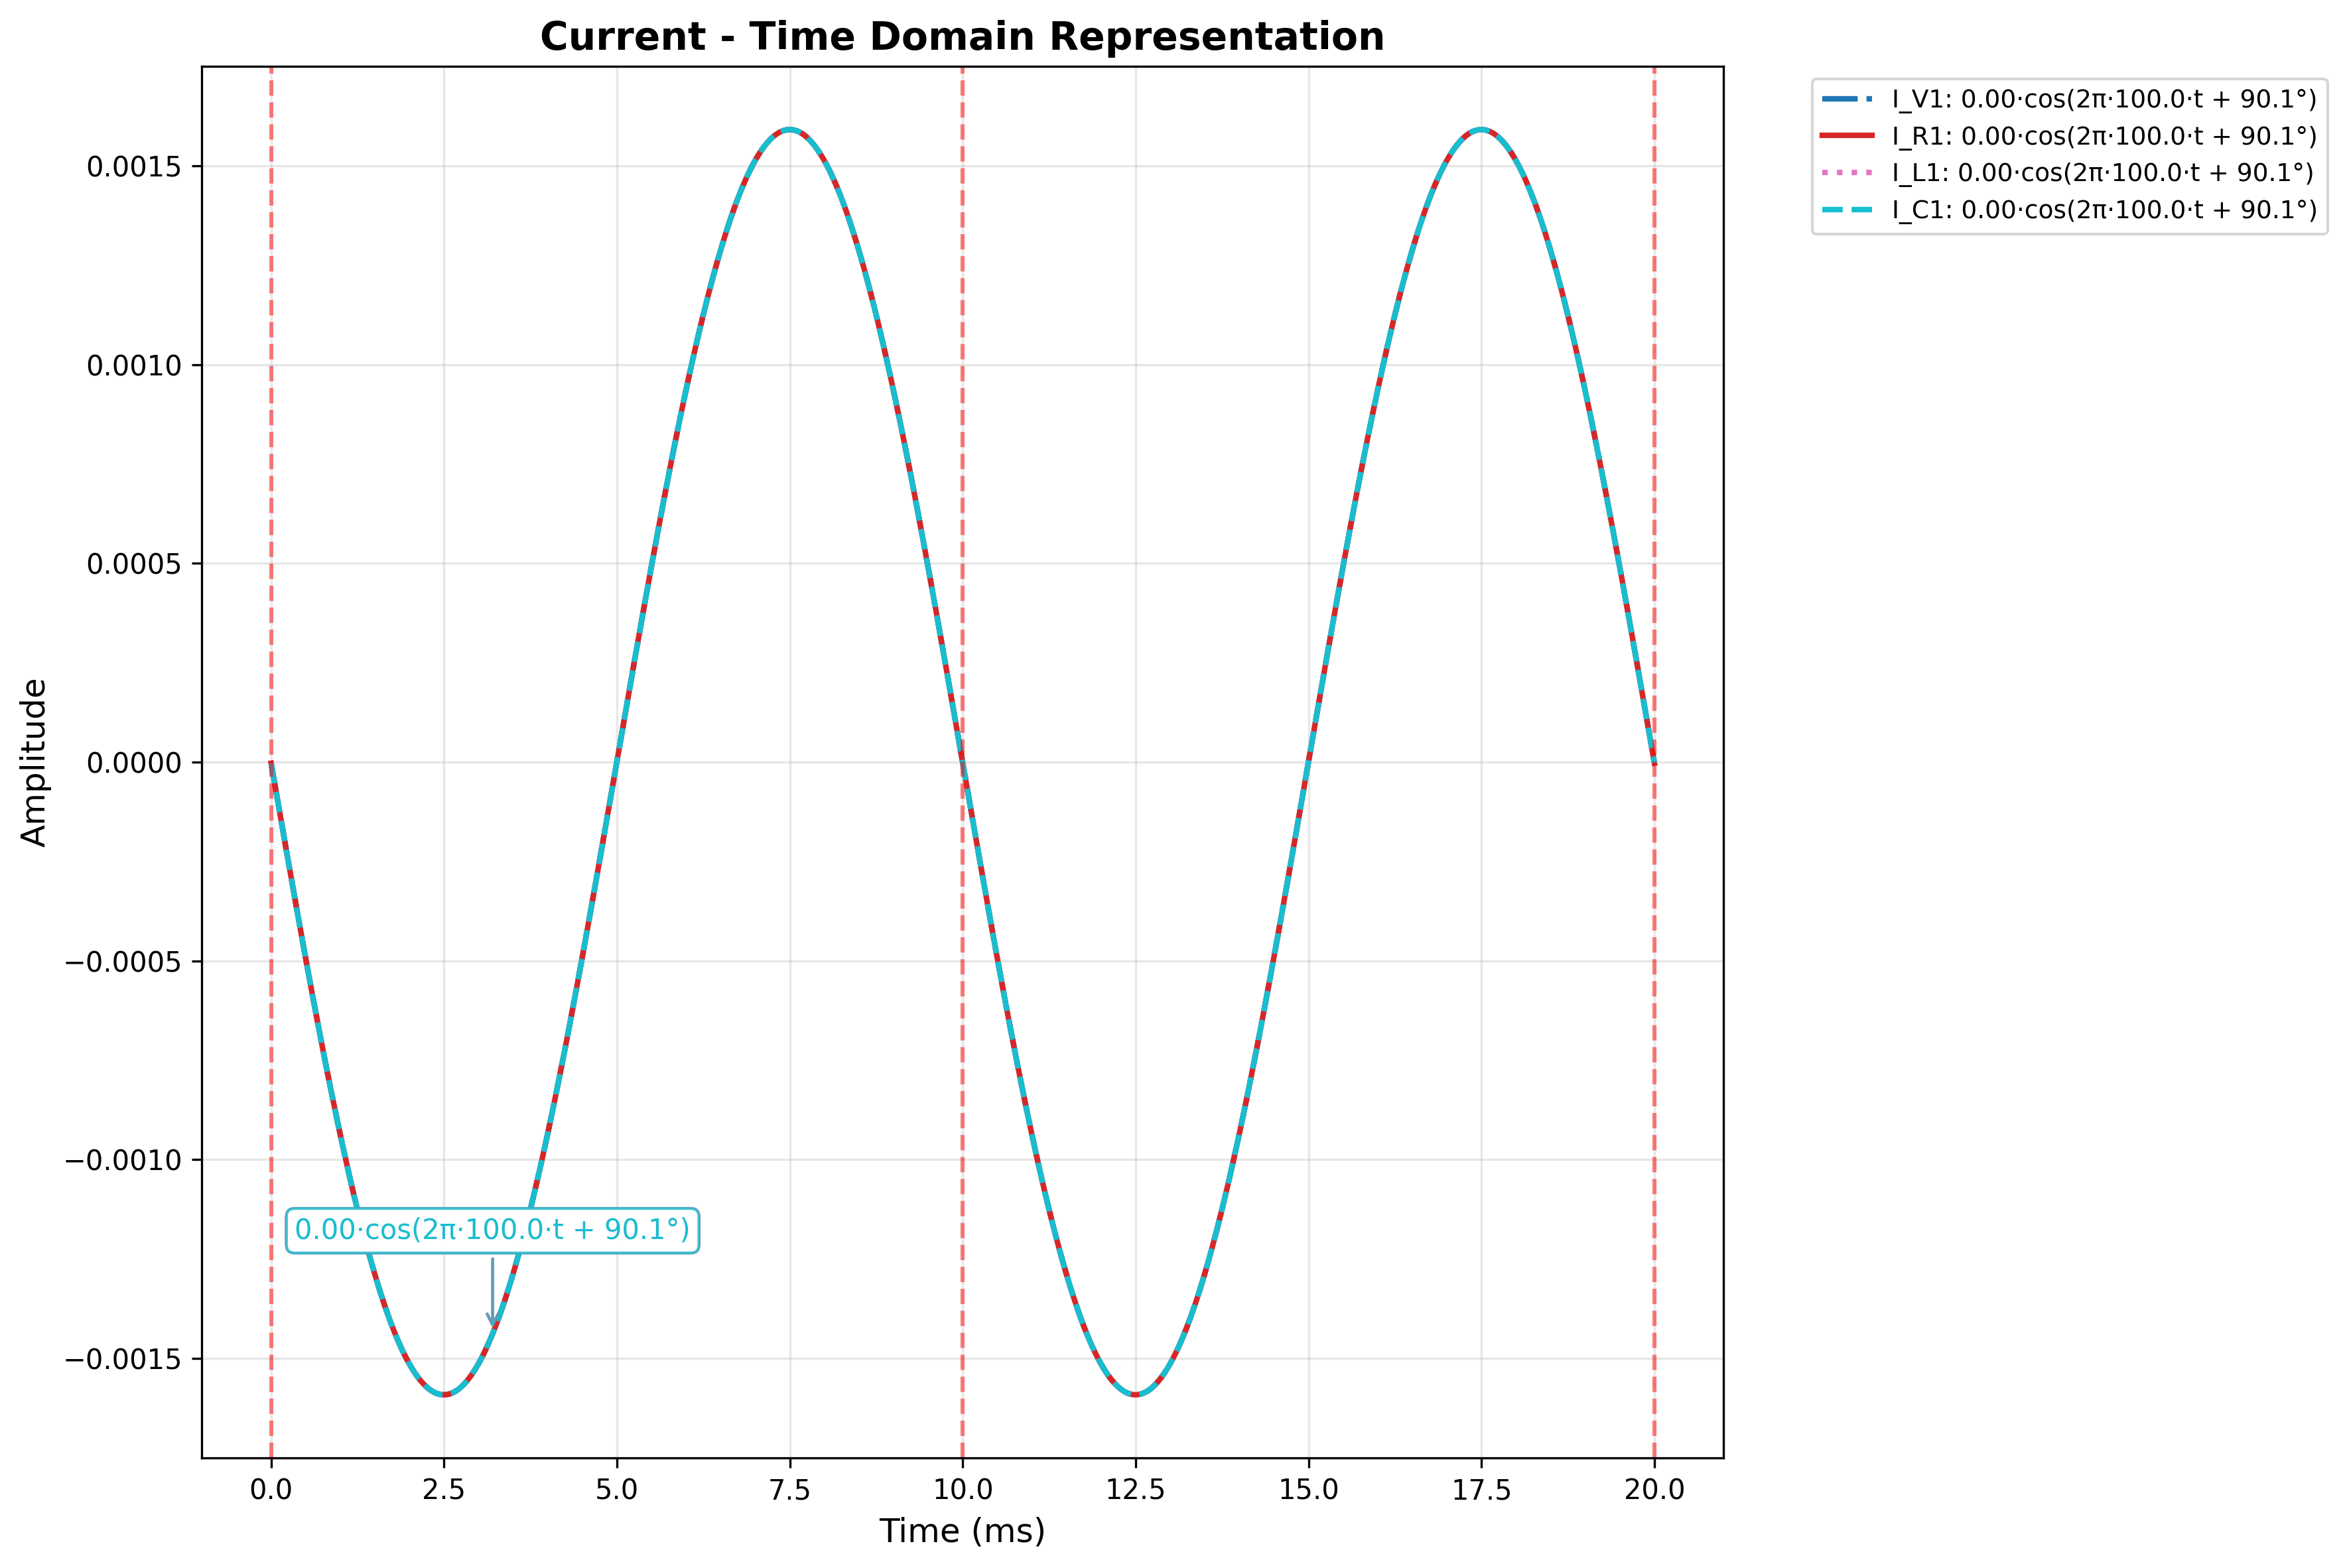 Current - Time Domain Representation
I_V1: 0.00·cos(2π·100.0·t + 90.1°)
I_R1: 0.00·cos(2π·100.0·t + 90.1°)
I_L1: 0.00·cos(2π·100.0·t + 90.1°)
I_C1: 0.00·cos(2π·100.0·t + 90.1°)
Amplitude
0.0015
0.0010
0.0005
0.0000
−0.0005
−0.0010
−0.0015
0.00·cos(2π·100.0·t + 90.1°)
0.0 2.5 5.0 7.5 10.0 12.5 15.0 17.5 20.0
Time (ms)